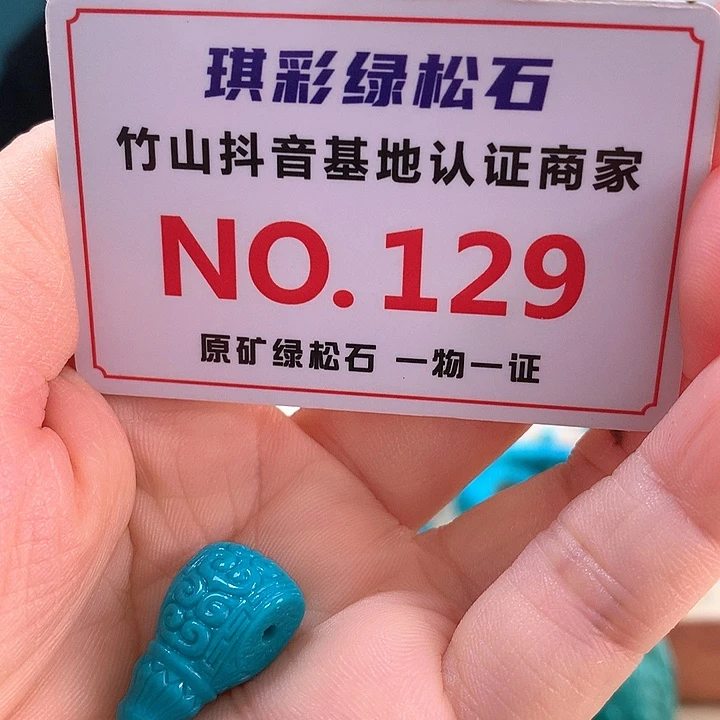 琪彩绿松石
竹山抖音基地认证商家
NO.129
原矿绿松石 一物一证